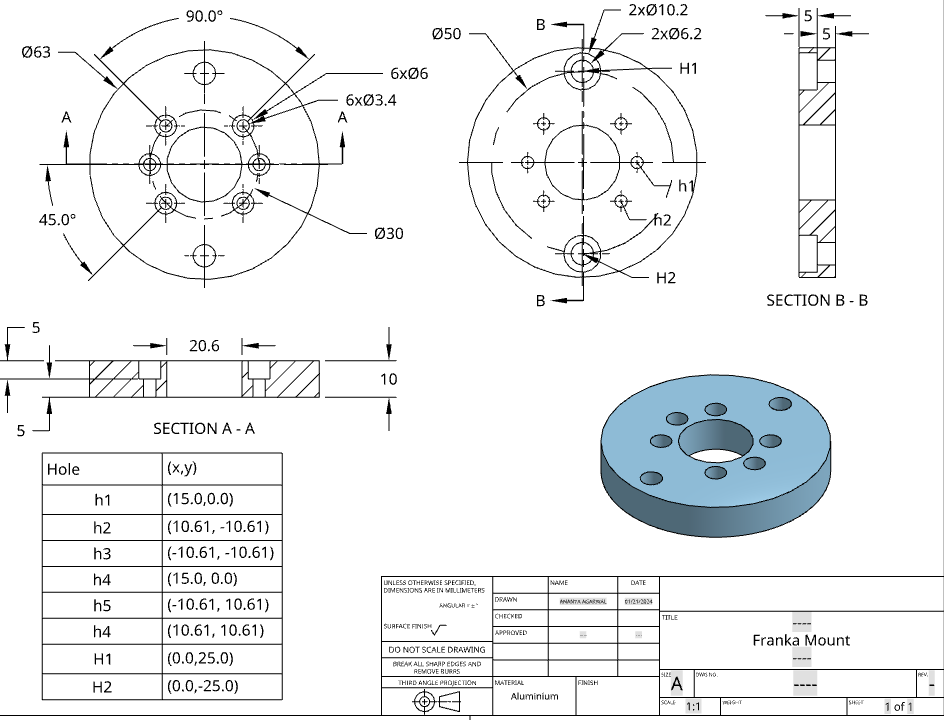 90.0°
Ø63
6xØ6
6xØ3.4
A
A
45.0°
Ø30
B
2xØ10.2
2xØ6.2
Ø50
H1
h1
h2
H2
B
5
5
SECTION B - B
5
20.6
10
5
SECTION A - A
Hole (x,y)
h1 (15.0,0.0)
h2 (10.61, -10.61)
h3 (-10.61, -10.61)
h4 (15.0, 0.0)
h5 (-10.61, 10.61)
h4 (10.61, 10.61)
H1 (0.0,25.0)
H2 (0.0,-25.0)
UNLESS OTHERWISE SPECIFIED,
DIMENSIONS ARE IN MILLIMETERS
ANGULAR = ± °
SURFACE FINISH
DO NOT SCALE DRAWING
BREAK ALL SHARP EDGES AND
REMOVE BURRS
THIRD ANGLE PROJECTION
NAME DATE
DRAWN ANANYA AGARWAL 01/21/2024
CHECKED
APPROVED -- --
MATERIAL
Aluminium
FINISH
TITLE
----
Franka Mount
----
SIZE
A
DWG NO.
----
REV.
-
SCALE 1:1
WEIGHT
SHEET 1 of 1